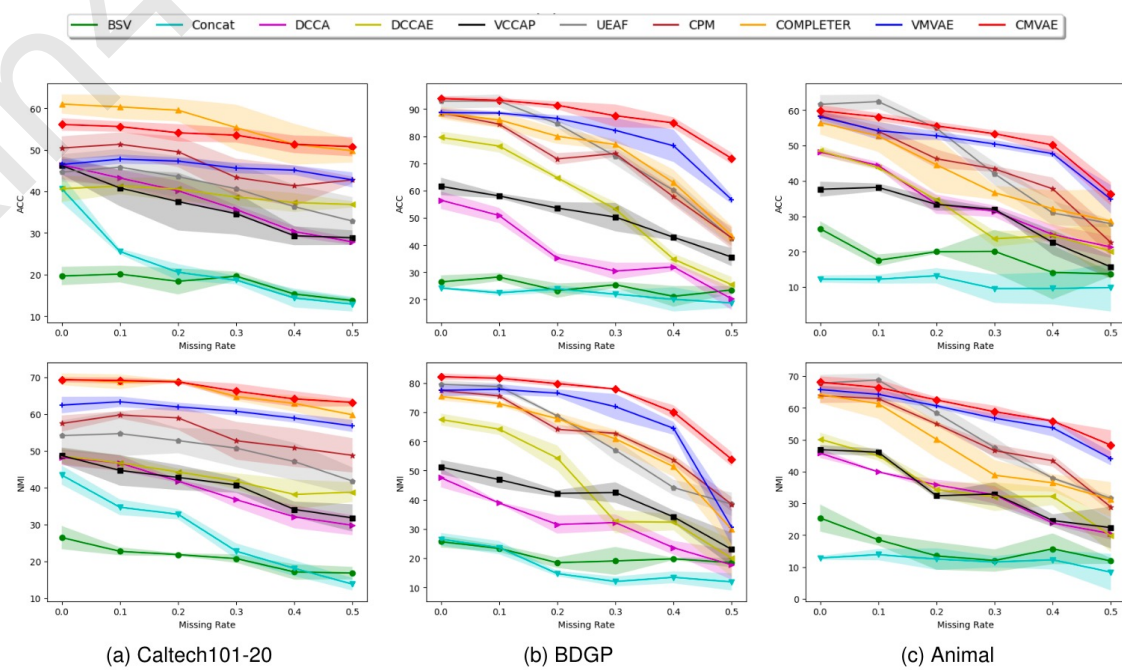 BSV Concat DCCA DCCAE VCCAP UEAF CPM COMPLETER VMVAE CMVAE
ACC
60
50
40
30
20
10
0.0 0.1 0.2 0.3 0.4 0.5
Missing Rate
ACC
90
80
70
60
50
40
30
20
0.0 0.1 0.2 0.3 0.4 0.5
Missing Rate
ACC
60
50
40
30
20
10
0.0 0.1 0.2 0.3 0.4 0.5
Missing Rate
NMI
70
60
50
40
30
20
10
0.0 0.1 0.2 0.3 0.4 0.5
Missing Rate
NMI
80
70
60
50
40
30
20
10
0.0 0.1 0.2 0.3 0.4 0.5
Missing Rate
NMI
70
60
50
40
30
20
10
0
0.0 0.1 0.2 0.3 0.4 0.5
Missing Rate
(a) Caltech101-20
(b) BDGP
(c) Animal